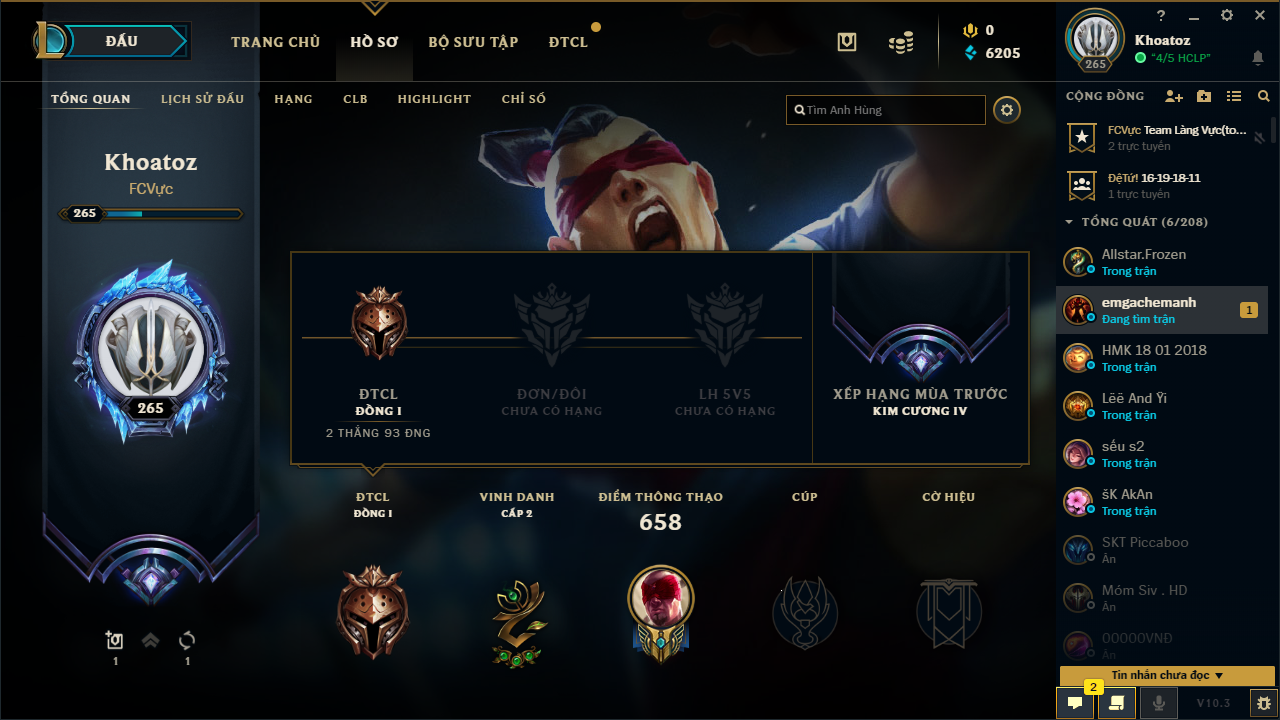 ĐẤU
TRANG CHỦ
HỒ SƠ
BỘ SƯU TẬP
ĐTCL
0
6205
?
Khoatoz
265
"4/5 HCLP"
TỔNG QUAN
LỊCH SỬ ĐẤU
HẠNG
CLB
HIGHLIGHT
CHỈ SỐ
Tìm Anh Hùng
Khoatoz
FCVực
265
265
1
1
ĐTCL
ĐỒNG I
2 THẮNG 93 ĐNG
ĐƠN/ĐÔI
CHƯA CÓ HẠNG
LH 5V5
CHƯA CÓ HẠNG
XẾP HẠNG MÙA TRƯỚC
KIM CƯƠNG IV
ĐTCL
ĐỒNG I
VINH DANH
CẤP 2
ĐIỂM THÔNG THẠO
658
CÚP
CỜ HIỆU
CỘNG ĐỒNG
FCVực Team Làng Vực(to...
2 trực tuyến
ĐệTứ! 16-19-18-11
1 trực tuyến
TỔNG QUÁT (6/208)
Allstar.Frozen
Trong trận
emgachemanh
Đang tìm trận
1
HMK 18 01 2018
Trong trận
Lëë And Ÿi
Trong trận
sếu s2
Trong trận
šK AkAn
Trong trận
SKT Piccaboo
Ẩn
Móm Siv . HD
Ẩn
00000VNĐ
Ẩn
Tin nhắn chưa đọc
2
V10.3